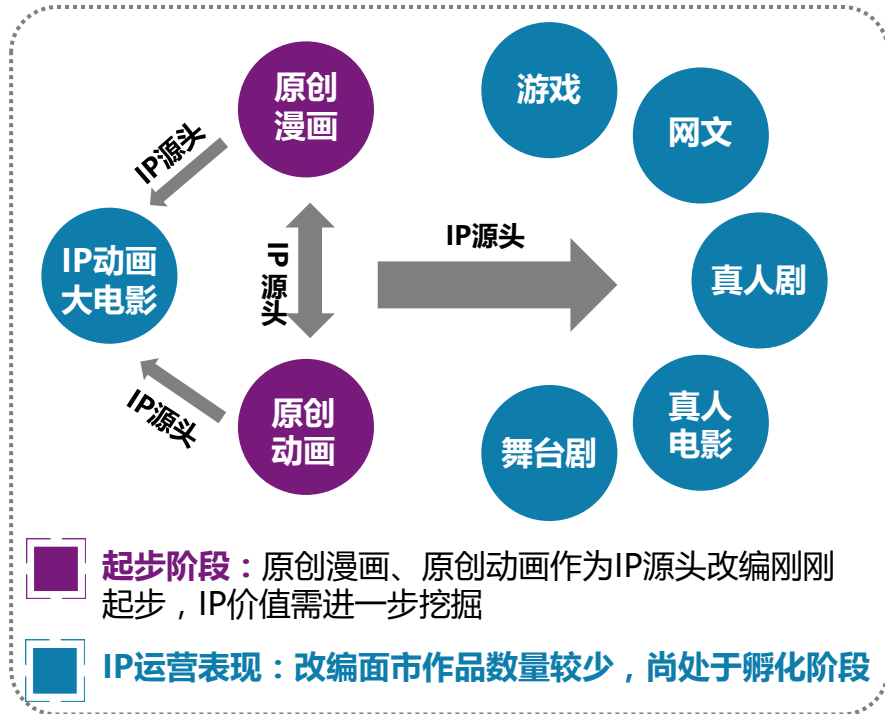 原创
漫画
游戏
网文
IP源头
IP动画
大电影
IP源头
IP源头
真人剧
IP源头
原创
动画
真人
电影
舞台剧
起步阶段：原创漫画、原创动画作为IP源头改编刚刚
起步，IP价值需进一步挖掘
IP运营表现：改编面市作品数量较少，尚处于孵化阶段